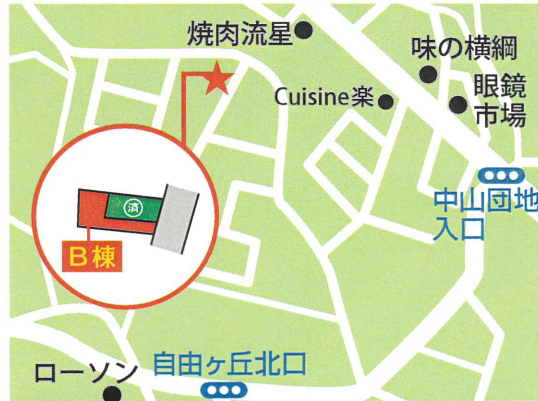 焼肉流星
味の横綱
Cuisine楽
眼鏡
市場
中山団地
入口
済
B棟
自由ヶ丘北口
ローソン